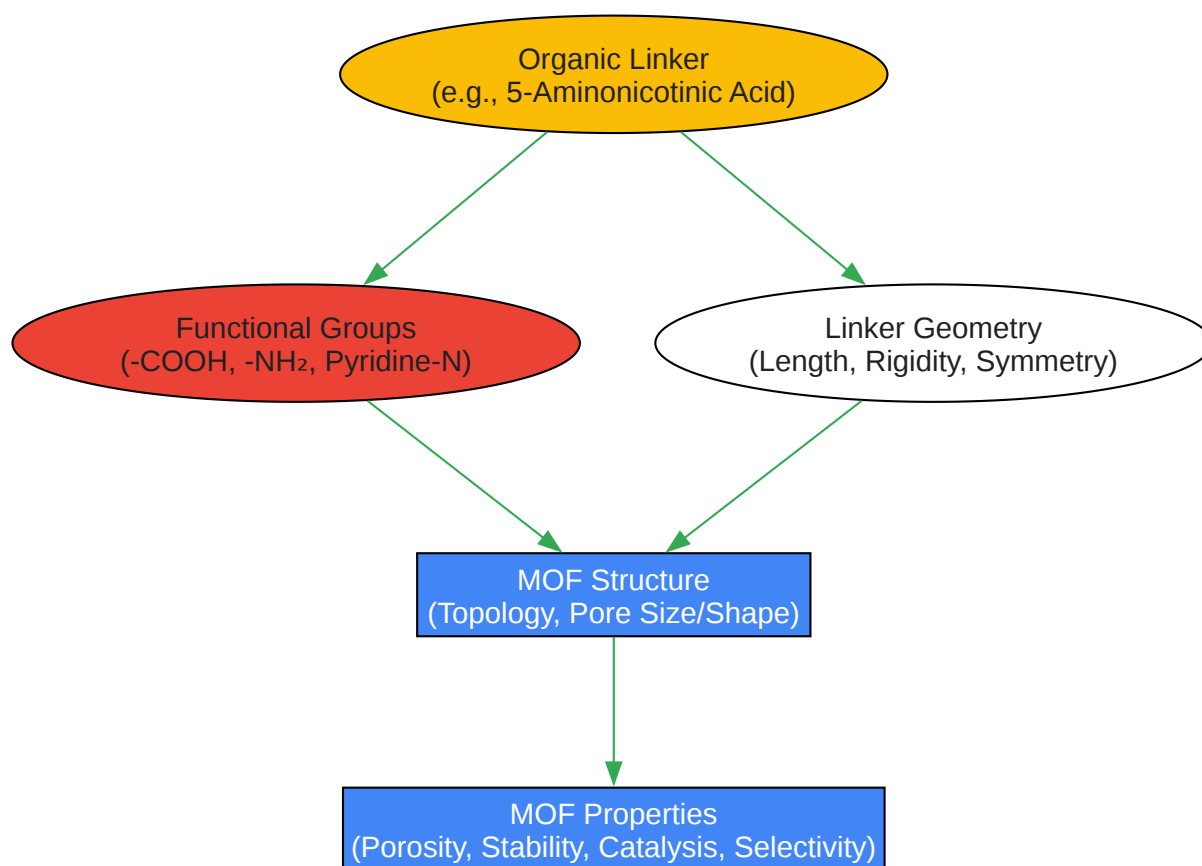 Organic Linker
(e.g., 5-Aminonicotinic Acid)
Functional Groups
(-COOH, -NH₂, Pyridine-N)
Linker Geometry
(Length, Rigidity, Symmetry)
MOF Structure
(Topology, Pore Size/Shape)
MOF Properties
(Porosity, Stability, Catalysis, Selectivity)